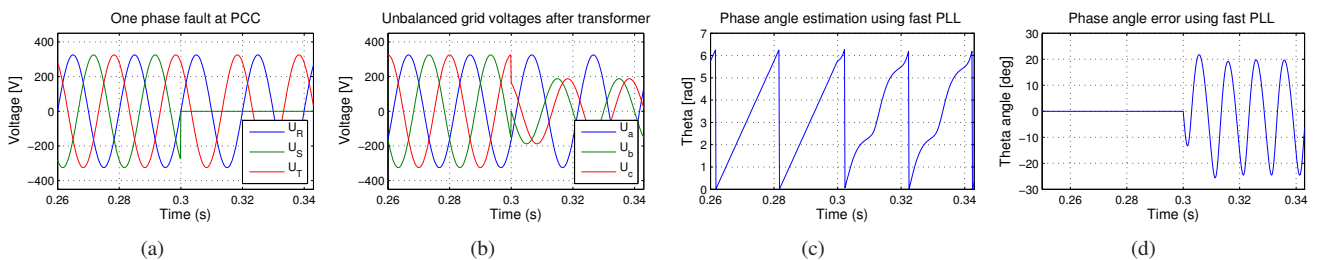 One phase fault at PCC
400
200
0
−200
−400
Voltage [V]
U_R
U_S
U_T
0.26 0.28 0.3 0.32 0.34
Time (s)
(a)
Unbalanced grid voltages after transformer
400
200
0
−200
−400
Voltage [V]
U_a
U_b
U_c
0.26 0.28 0.3 0.32 0.34
Time (s)
(b)
Phase angle estimation using fast PLL
7
6
5
4
3
2
1
0
Theta [rad]
0.26 0.28 0.3 0.32 0.34
Time (s)
(c)
Phase angle error using fast PLL
30
20
10
0
−10
−20
−30
Theta angle [deg]
0.26 0.28 0.3 0.32 0.34
Time (s)
(d)